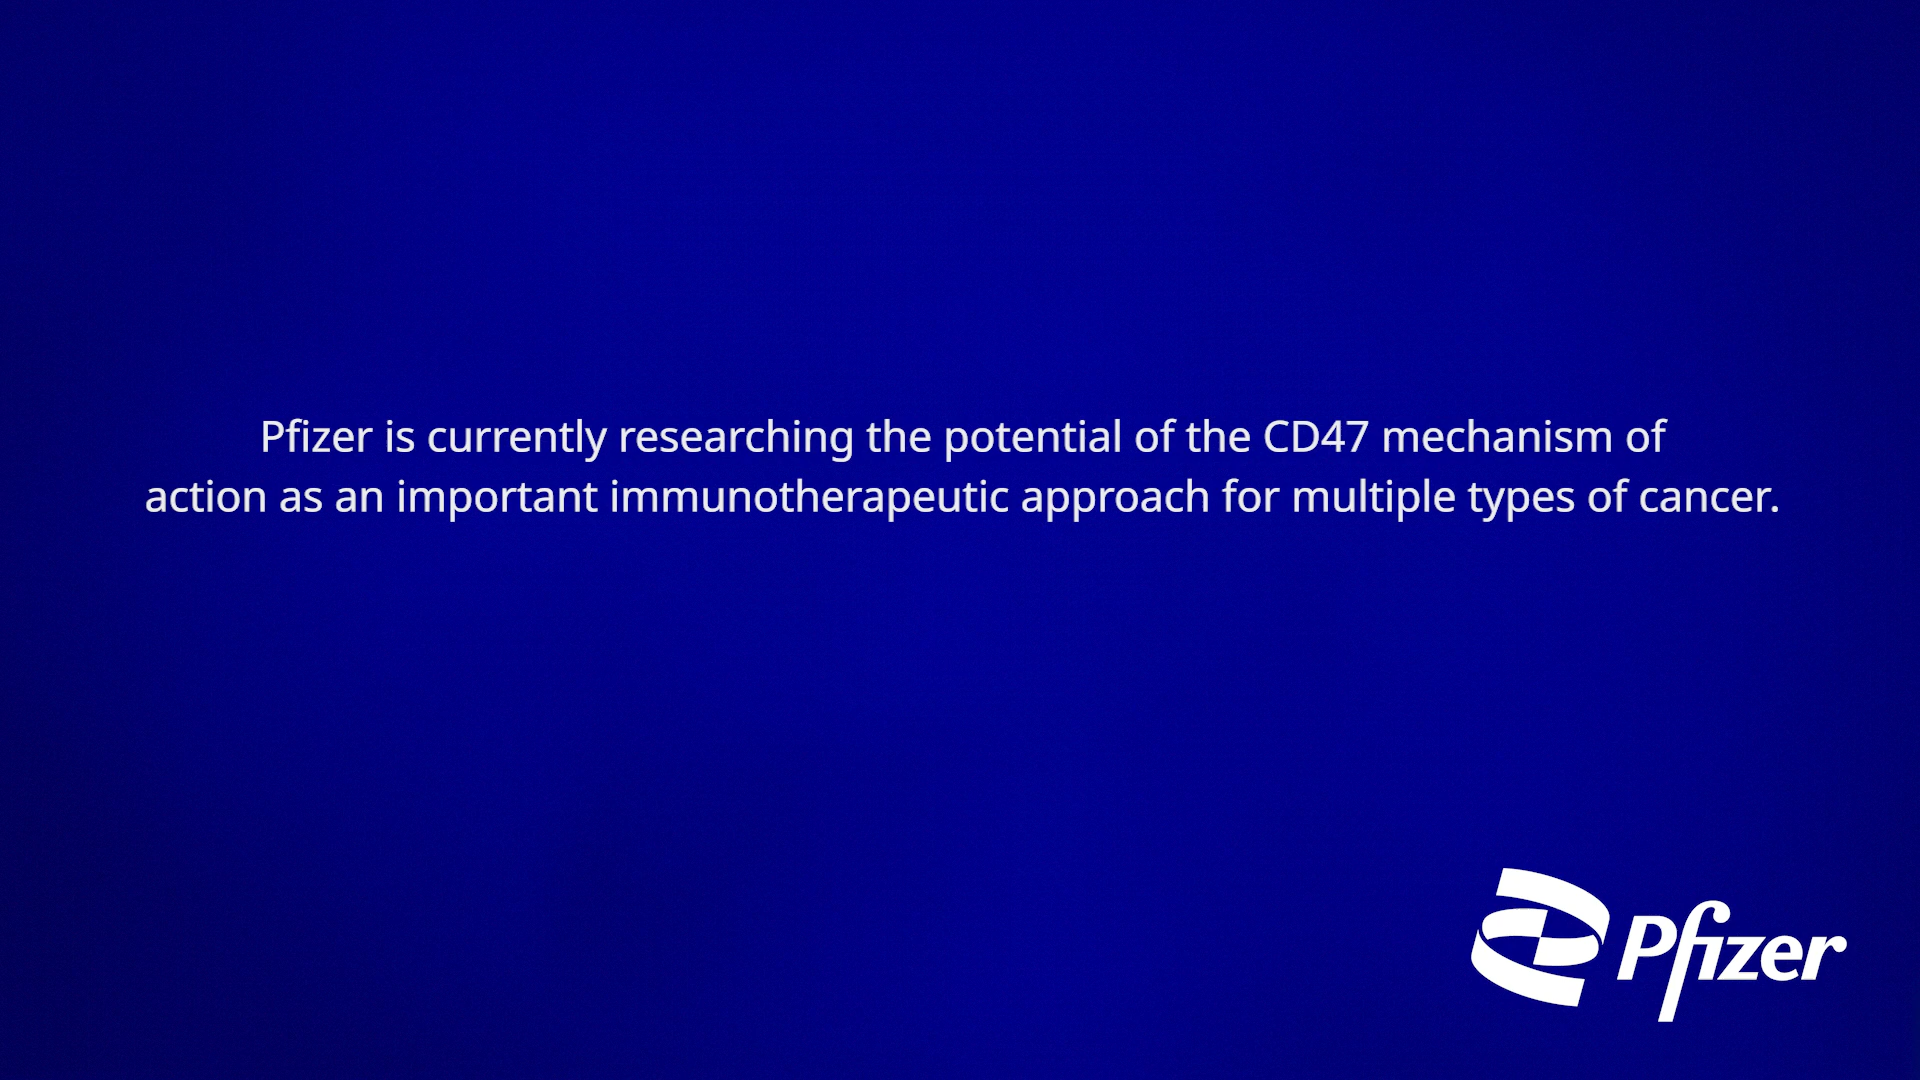 Pfizer is currently researching the potential of the CD47 mechanism of
action as an important immunotherapeutic approach for multiple types of cancer.
Pfizer